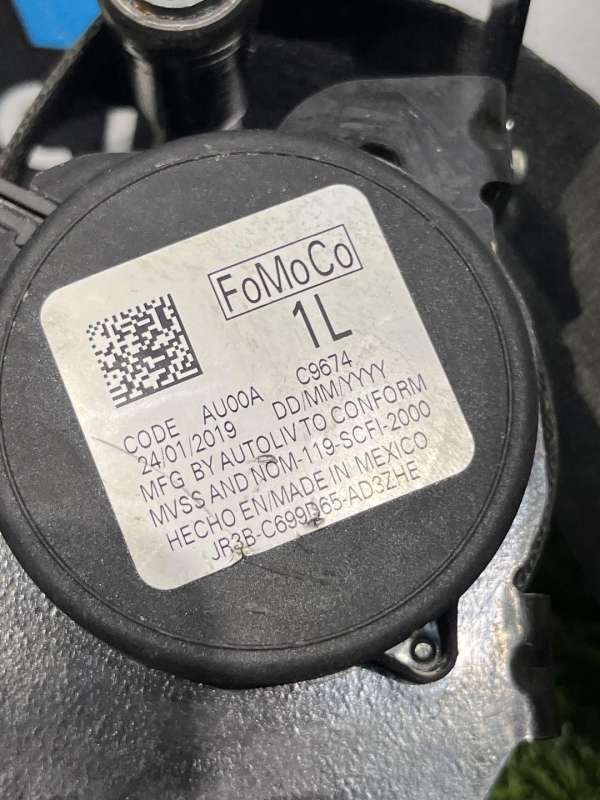 FoMoCo
1L
CODE AU00A C9674
24/01/2019 DD/MM/YYYY
MFG BY AUTOLIV TO CONFORM
MVSS AND NOM-119-SCFI-2000
HECHO EN/MADE IN MEXICO
JR3B-C699D65-AD3ZHE